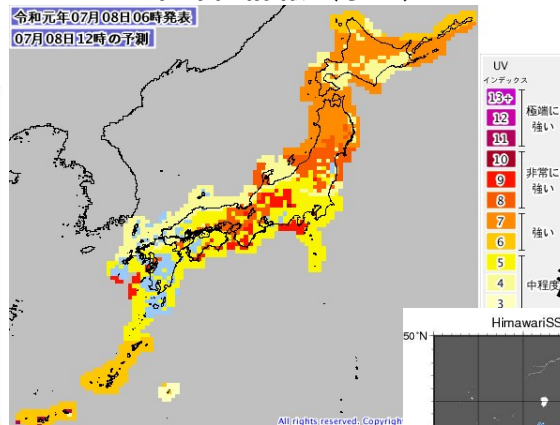 令和元年07月08日06時発表
07月08日12時の予測
UV
インデックス
13+
12
11
極端に
強い
10
9
8
非常に
強い
7
6
強い
5
4
3
中程度
HimawariSS
50°N
All rights reserved. Copyright